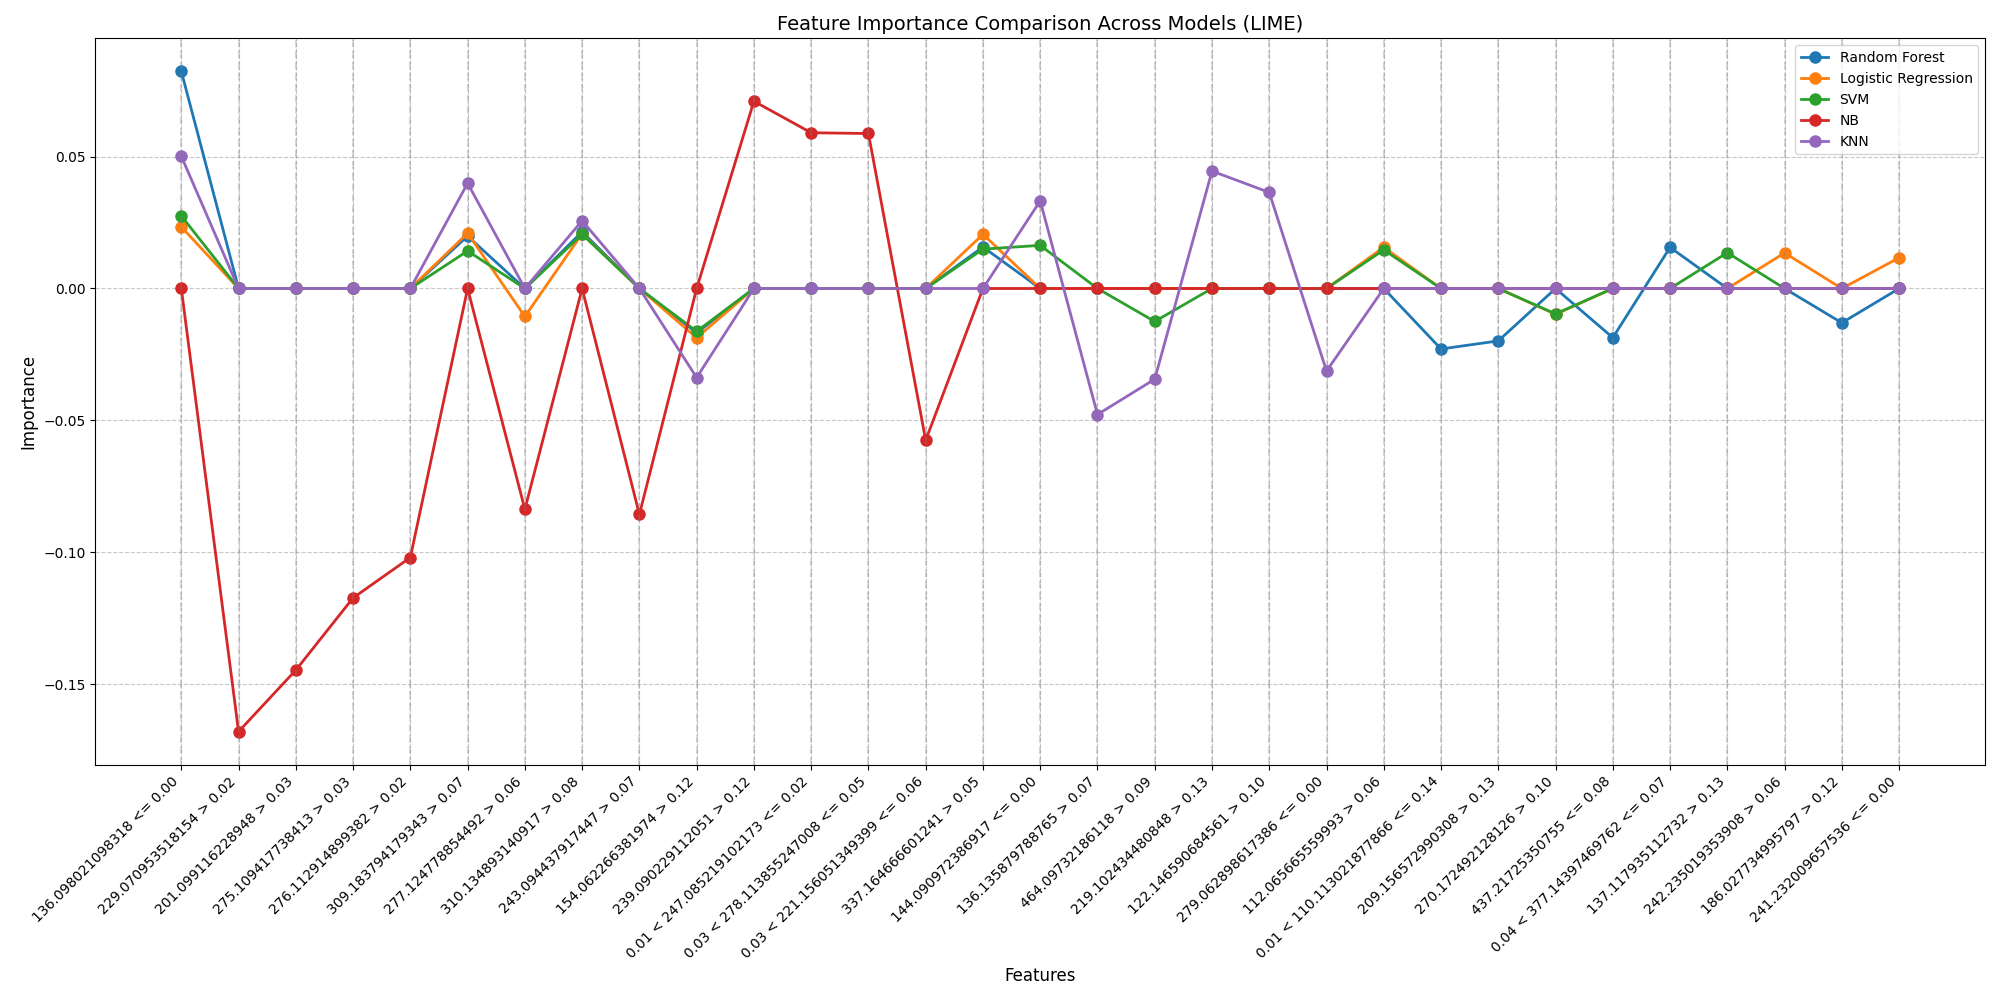 Feature Importance Comparison Across Models (LIME)
Random Forest
Logistic Regression
SVM
NB
KNN
0.05
0.00
−0.05
−0.10
−0.15
Importance
136.0980210983318 <= 0.00
229.0709535518154 > 0.02
201.099116228948 > 0.03
275.109417738413 > 0.03
276.112914899382 > 0.02
309.183794179343 > 0.07
277.124778854492 > 0.06
310.134893140917 > 0.08
243.094437917447 > 0.07
154.062266381974 > 0.12
239.090229112051 > 0.12
0.01 < 247.085219102173 <= 0.02
0.03 < 278.113855247008 <= 0.05
0.03 < 221.156051349399 <= 0.06
337.164666601241 > 0.05
144.090972386917 <= 0.00
136.135879788765 > 0.07
464.09732186118 > 0.09
219.102434480848 > 0.13
122.146590684561 > 0.10
279.062898617386 <= 0.00
112.065665559993 > 0.06
0.01 < 110.113021877866 <= 0.14
209.156572990308 > 0.13
270.172492128126 > 0.10
437.217253550755 <= 0.08
0.04 < 377.143974469762 <= 0.07
137.117935112732 > 0.13
242.235019353908 > 0.06
186.027734995797 > 0.12
241.232009657536 <= 0.00
Features